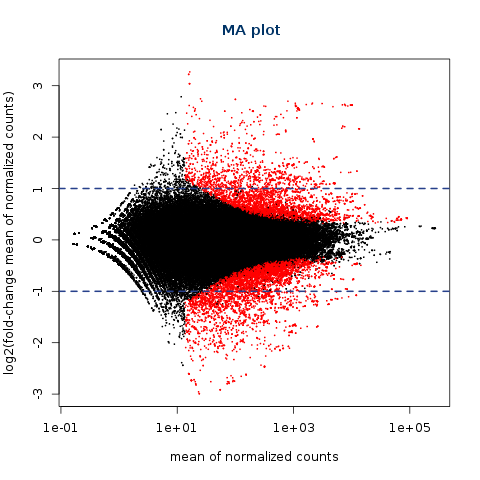 MA plot
log2(fold-change mean of normalized counts)
3
2
1
0
-1
-2
-3
1e-01
1e+01
1e+03
1e+05
mean of normalized counts